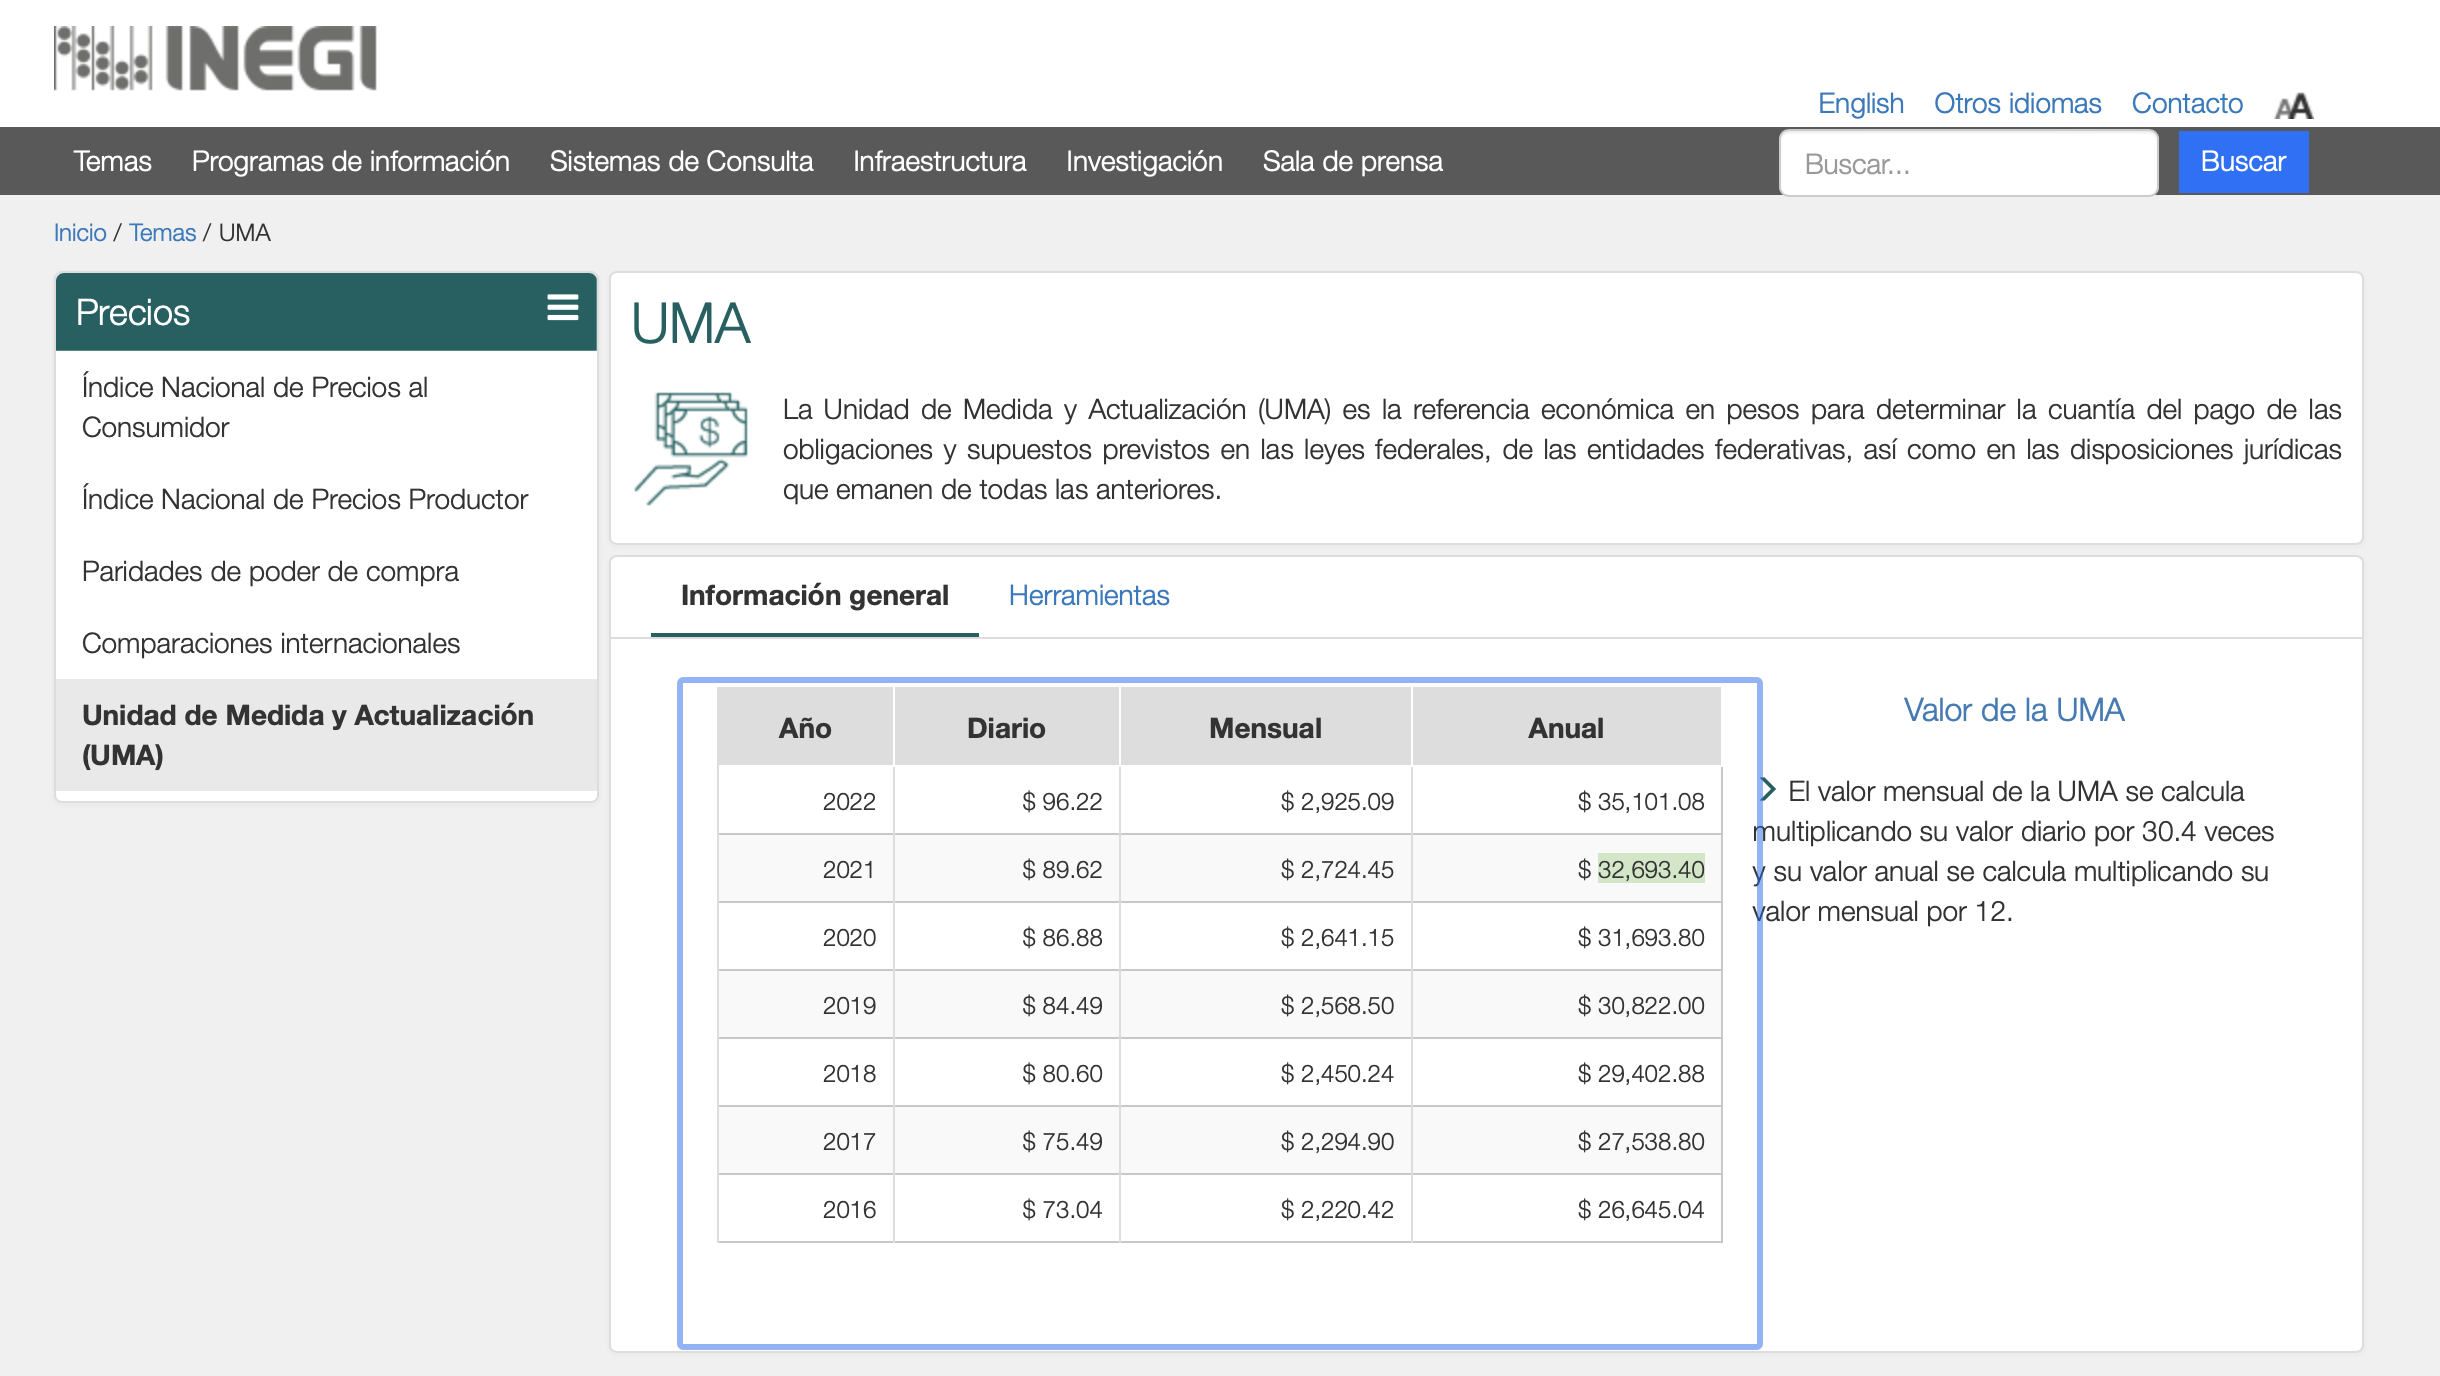 INEGI
English Otros idiomas Contacto AA
Temas Programas de información Sistemas de Consulta Infraestructura Investigación Sala de prensa Buscar... Buscar
Inicio / Temas / UMA
Precios
Índice Nacional de Precios al
Consumidor
Índice Nacional de Precios Productor
Paridades de poder de compra
Comparaciones internacionales
Unidad de Medida y Actualización
(UMA)
UMA
$
La Unidad de Medida y Actualización (UMA) es la referencia económica en pesos para determinar la cuantía del pago de las
obligaciones y supuestos previstos en las leyes federales, de las entidades federativas, así como en las disposiciones jurídicas
que emanen de todas las anteriores.
Información general Herramientas
Año Diario Mensual Anual
2022 $ 96.22 $ 2,925.09 $ 35,101.08
2021 $ 89.62 $ 2,724.45 $ 32,693.40
2020 $ 86.88 $ 2,641.15 $ 31,693.80
2019 $ 84.49 $ 2,568.50 $ 30,822.00
2018 $ 80.60 $ 2,450.24 $ 29,402.88
2017 $ 75.49 $ 2,294.90 $ 27,538.80
2016 $ 73.04 $ 2,220.42 $ 26,645.04
Valor de la UMA
El valor mensual de la UMA se calcula
multiplicando su valor diario por 30.4 veces
y su valor anual se calcula multiplicando su
valor mensual por 12.